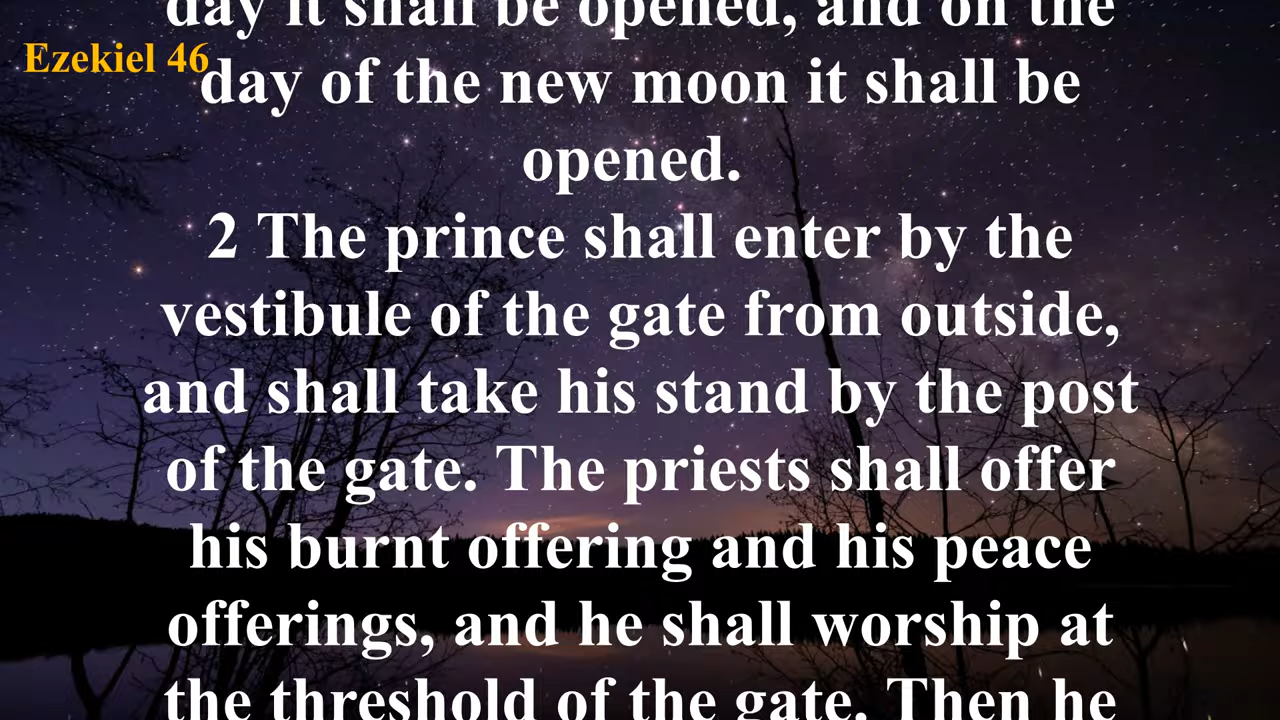 day it shall be opened, and on the
Ezekiel 46
day of the new moon it shall be
opened.
2 The prince shall enter by the
vestibule of the gate from outside,
and shall take his stand by the post
of the gate. The priests shall offer
his burnt offering and his peace
offerings, and he shall worship at
the threshold of the gate. Then he